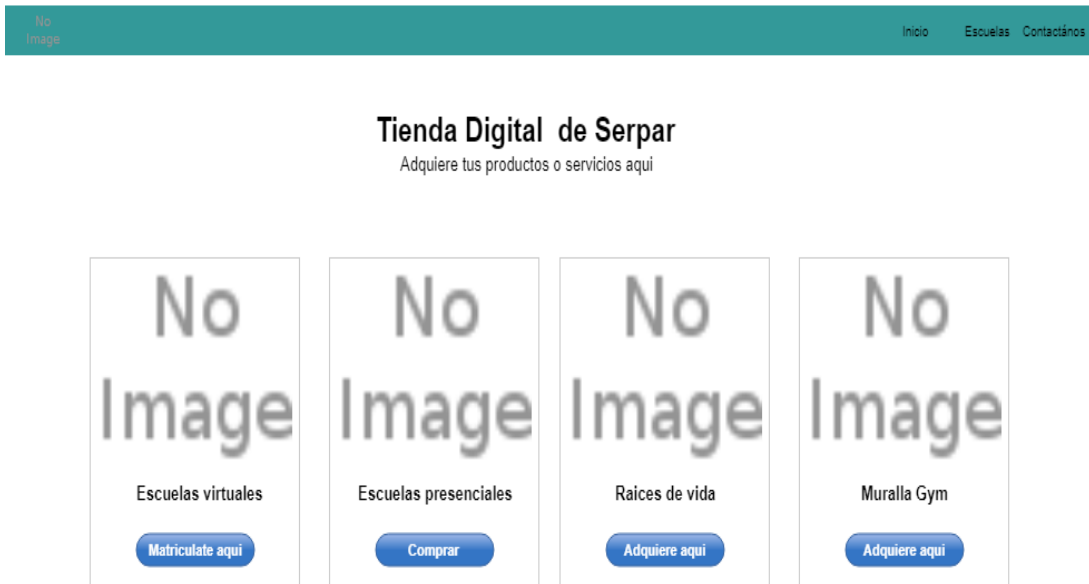 No
Image
Inicio Escuelas Contactános
Tienda Digital de Serpar
Adquiere tus productos o servicios aqui
No
Image
Escuelas virtuales
Matriculate aqui
No
Image
Escuelas presenciales
Comprar
No
Image
Raices de vida
Adquiere aqui
No
Image
Muralla Gym
Adquiere aqui